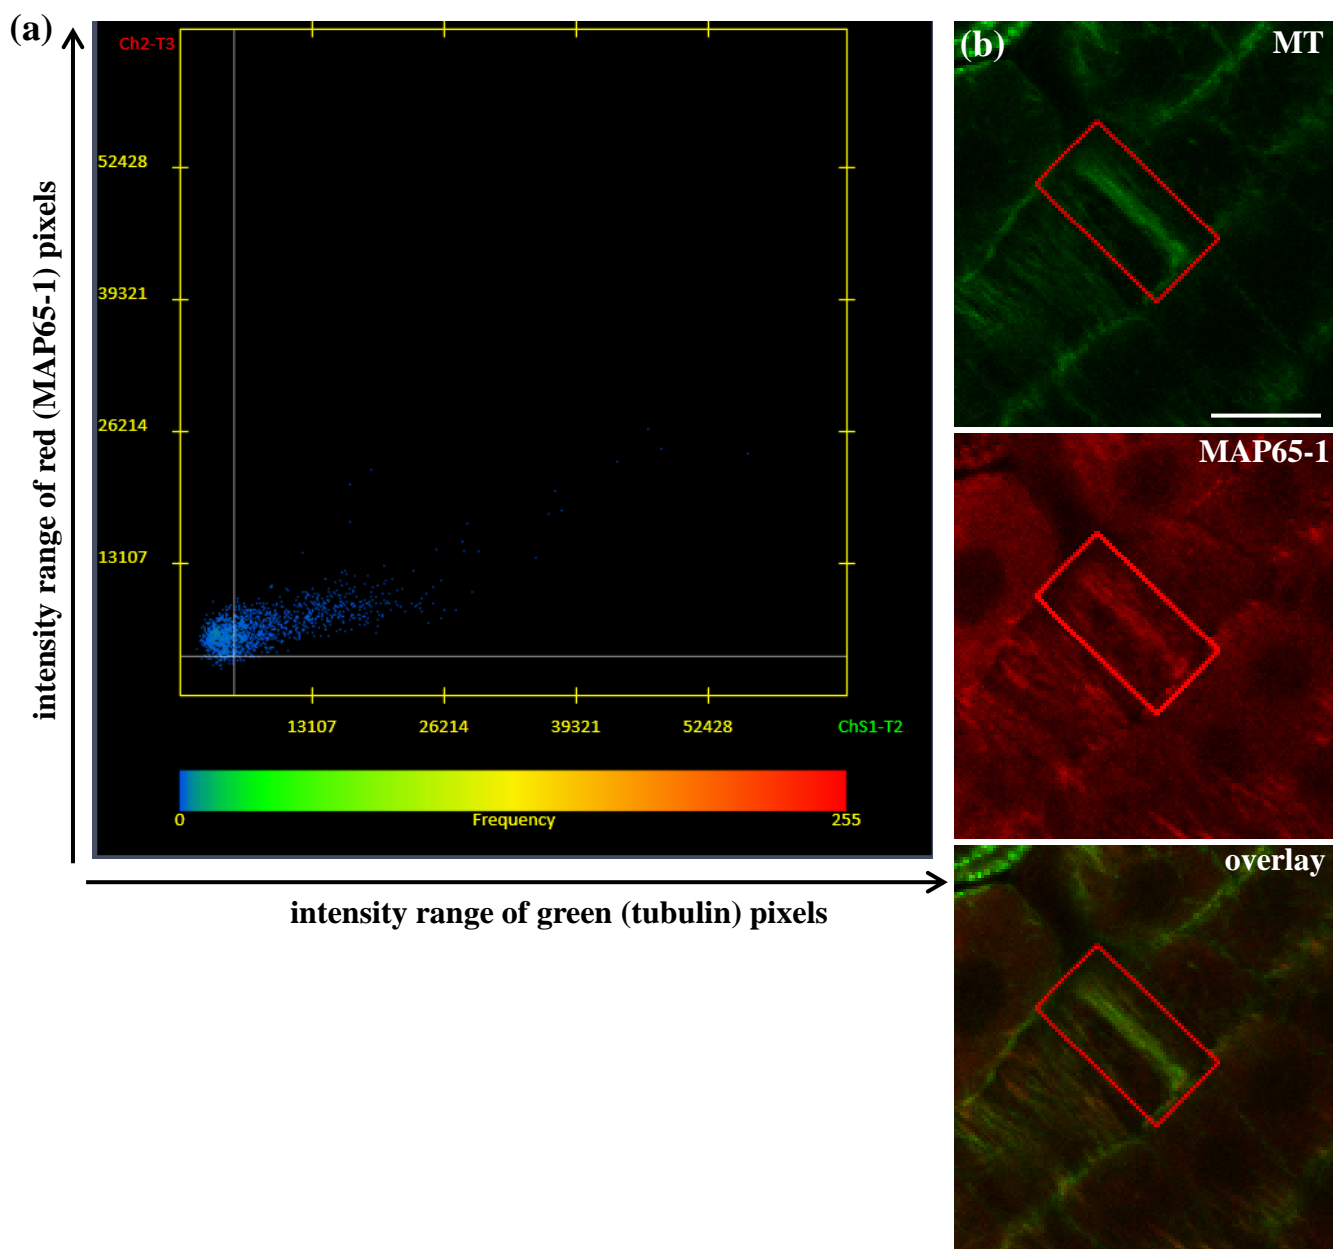 (a)
Ch2-T3
52428
39321
26214
13107
13107 26214 39321 52428 ChS1-T2
0 Frequency 255
intensity range of red (MAP65-1) pixels
intensity range of green (tubulin) pixels
(b) MT
MAP65-1
overlay